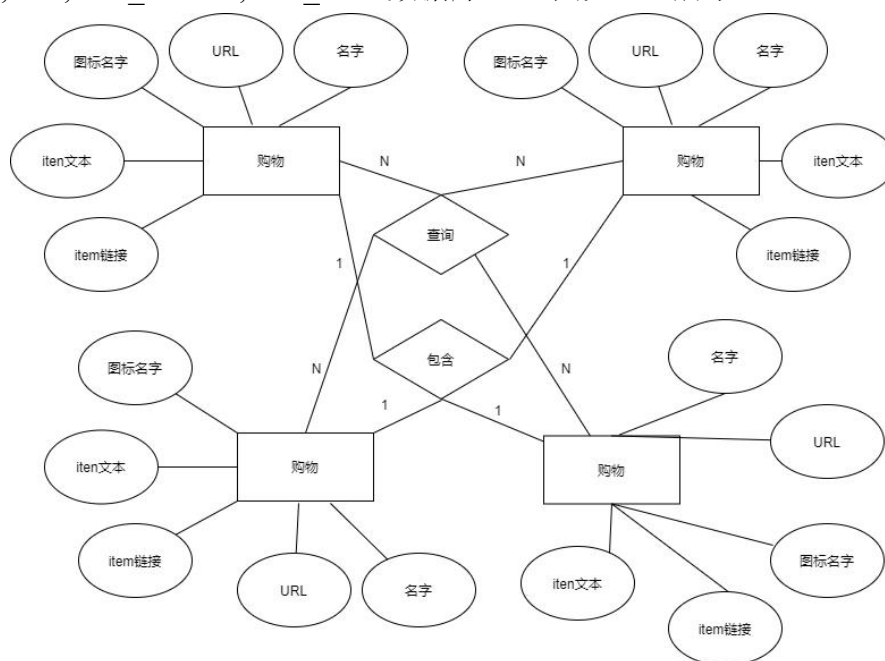 图标名字
URL
名字
图标名字
URL
名字
iten文本
购物
N
N
购物
iten文本
查询
item链接
1
1
item链接
图标名字
包含
名字
N
N
1
1
URL
iten文本
购物
购物
item链接
图标名字
URL
名字
iten文本
item链接